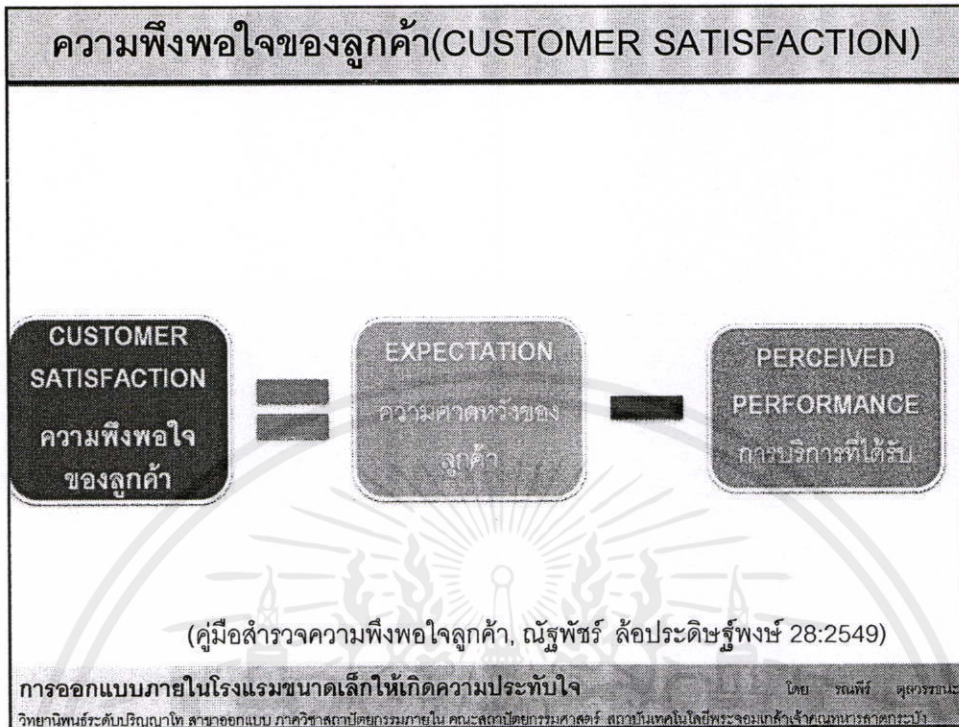 ความพึงพอใจของลูกค้า(CUSTOMER SATISFACTION)
CUSTOMER
SATISFACTION
ความพึงพอใจ
ของลูกค้า
EXPECTATION
ความคาดหวังของ
ลูกค้า
PERCEIVED
PERFORMANCE
การบริการที่ได้รับ
(คู่มือสำรวจความพึงพอใจลูกค้า, ณัฐพัชร์ ล้อประดิษฐ์พงษ์ 28:2549)
การออกแบบภายในโรงแรมขนาดเล็กให้เกิดความประทับใจ
โดย รณพีร์
วิทยานิพนธ์ระดับปริญญาโท สาขาออกแบบ ภาควิชาสถาปัตยกรรมภายใน คณะสถาปัตยกรรมศาสตร์ สถาบันเทคโนโลยีพระจอมเกล้าเจ้าคุณทหารลาดกระบัง